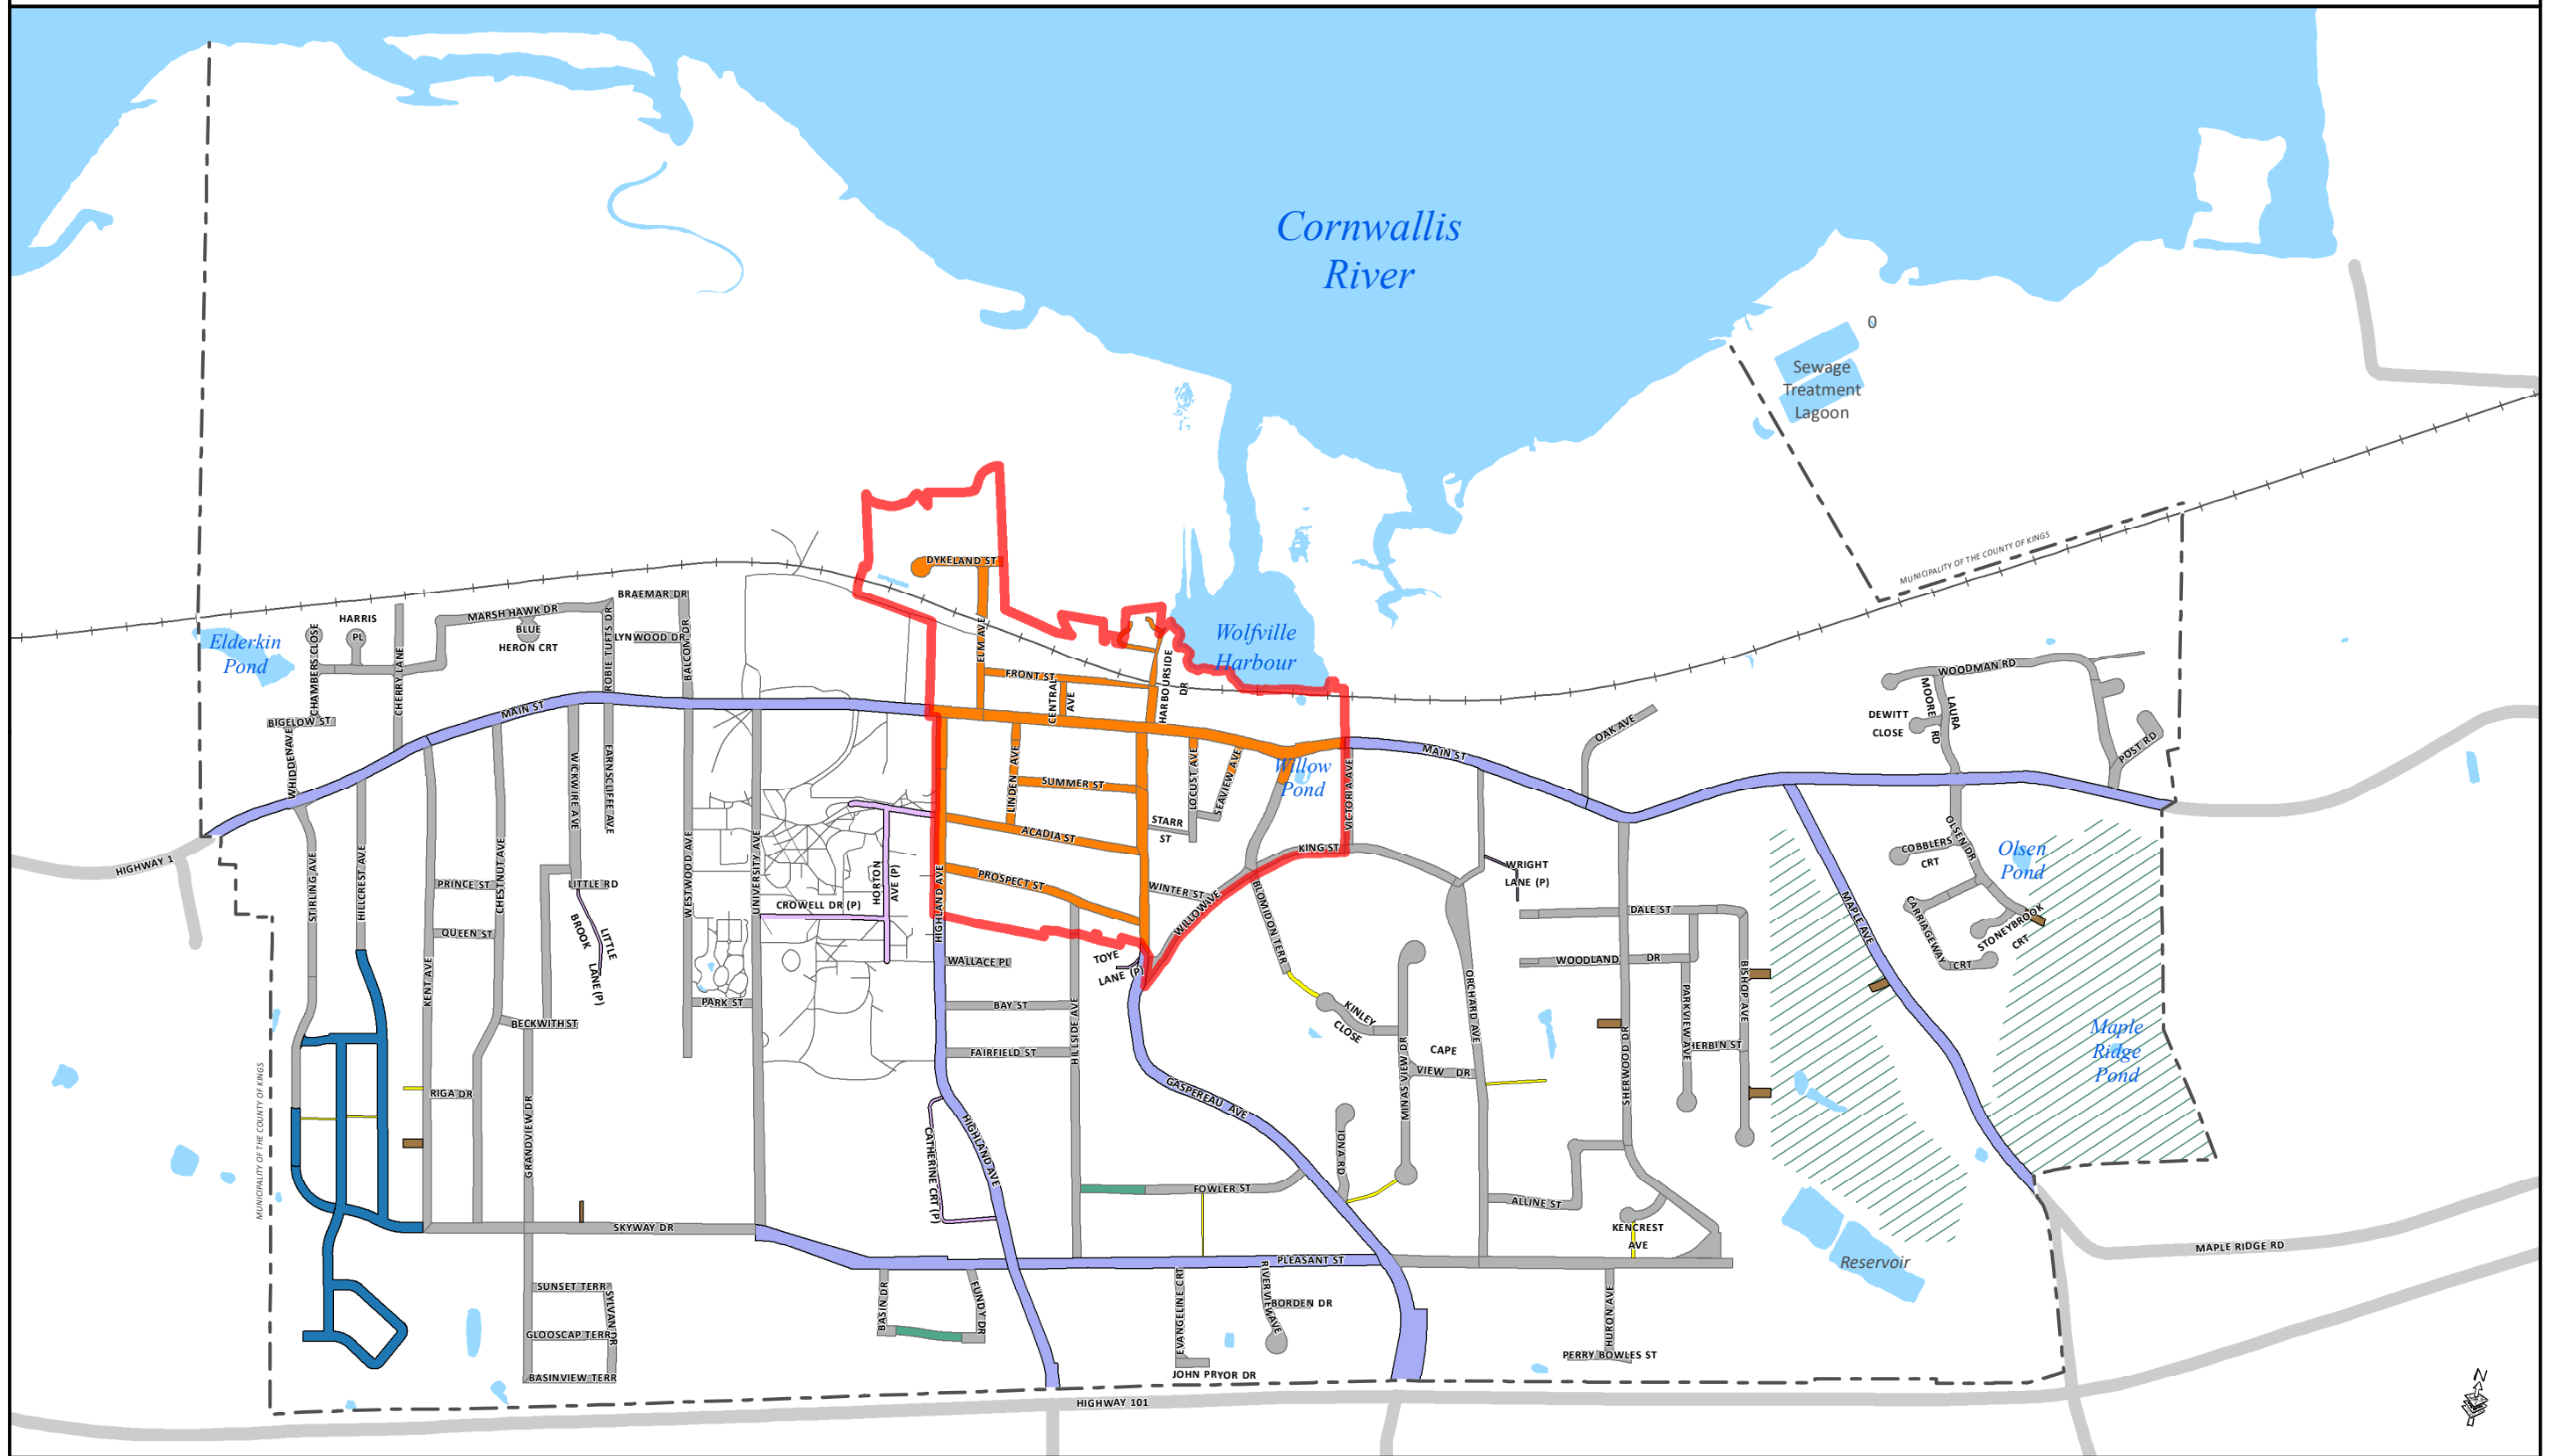 Cornwallis
River
0
Sewage
Treatment
Lagoon
MUNICIPALITY OF THE COUNTY OF KINGS
DYKELAND ST
BRAEMAR DR
HARRIS
PL
MARSH HAWK DR
BLUE
HERON CRT
LYNWOOD DR
Elderkin
Pond
CHAMBERS CLOSE
CHERRY LANE
ROBIE TUFTS DR
BALCOM DR
ELM AVE
Wolfville
Harbour
FRONT ST
CENTRAL
AVE
HARBOURSIDE
DR
WOODMAN RD
MOORE
RD
LAURA
DEWITT
CLOSE
POST RD
BIGELOW ST
MAIN ST
WHIDDEN AVE
WICKWIRE AVE
EARNSCLIFFE AVE
LINDEN AVE
SUMMER ST
LOCUST AVE
SEAVIEW AVE
Willow
Pond
VICTORIA AVE
MAIN ST
OAK AVE
ACADIA ST
STARR
ST
KING ST
HIGHWAY 1
STIRLING AVE
HILLCREST AVE
PRINCE ST
CHESTNUT AVE
LITTLE RD
WESTWOOD AVE
UNIVERSITY AVE
HORTON
AVE (P)
CROWELL DR (P)
HIGHLAND AVE
PROSPECT ST
WINTER ST
WILLOW AVE
BLOMIDON TERR
WRIGHT
LANE (P)
DALE ST
MAPLE AVE
COBBLERS
CRT
OLSEN DR
Olsen
Pond
CARRIAGEWAY
CRT
STONEYBROOK
CRT
QUEEN ST
BROOK
LITTLE
LANE (P)
KENT AVE
WALLACE PL
TOYE
LANE (P)
WOODLAND
DR
BISHOP AVE
PARK ST
BAY ST
HILLSIDE AVE
KINLEY
CLOSE
ORCHARD AVE
PARKVIEW AVE
BECKWITH ST
FAIRFIELD ST
MINAS VIEW DR
CAPE
VIEW DR
SHERWOOD DR
HERBIN ST
Maple
Ridge
Pond
MUNICIPALITY OF THE COUNTY OF KINGS
RIGA DR
GRANDVIEW DR
CATHERINE CRT (P)
HIGHLAND AVE
GASPEREAU AVE
IONA RD
FOWLER ST
ALLINE ST
SKYWAY DR
PLEASANT ST
KENCREST
AVE
Reservoir
MAPLE RIDGE RD
SUNSET TERR
SYLVAN DR
GLOOSCAP TERR
BASINVIEW TERR
BASIN DR
FUNDY DR
EVANGELINE CRT
RIVERVIEW AVE
BORDEN DR
JOHN PRYOR DR
HURON AVE
PERRY BOWLES ST
HIGHWAY 101
N